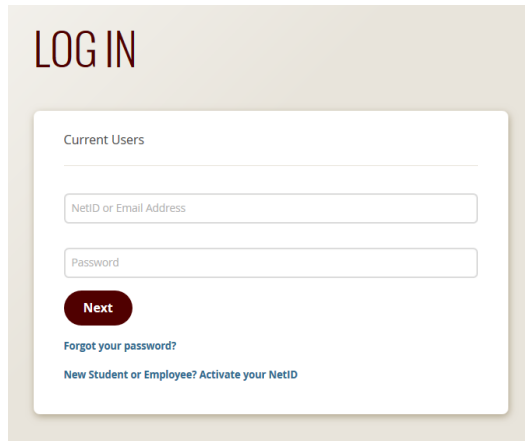 LOG IN
Current Users
NetID or Email Address
Password
Next
Forgot your password?
New Student or Employee? Activate your NetID